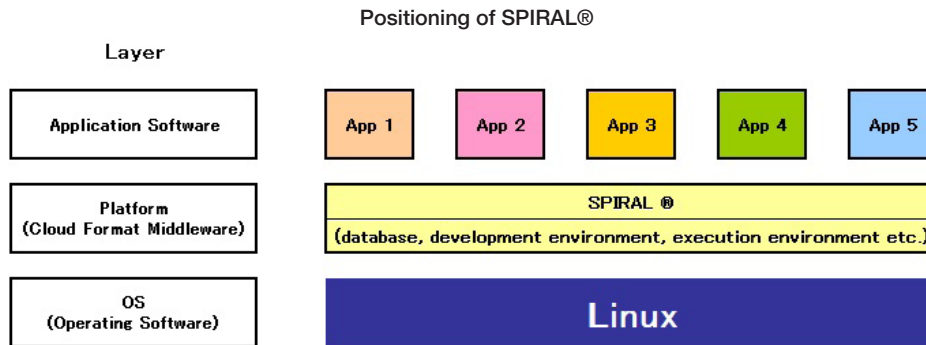 Positioning of SPIRAL®
Layer
Application Software
App 1
App 2
App 3
App 4
App 5
Platform
(Cloud Format Middleware)
SPIRAL ®
(database, development environment, execution environment etc.)
OS
(Operating Software)
Linux